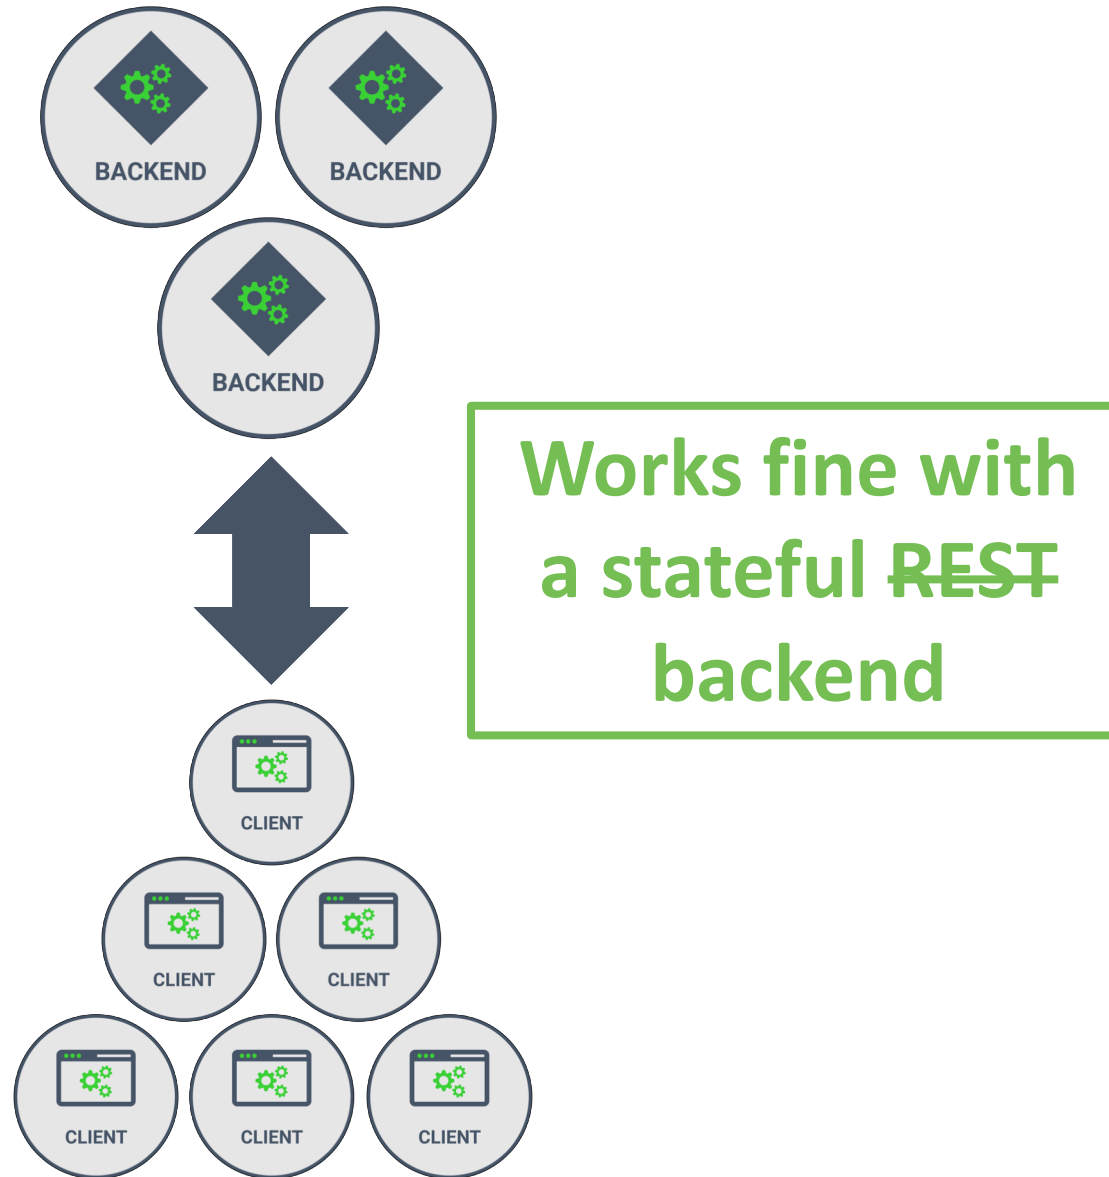 BACKEND
BACKEND
BACKEND
Works fine with
a stateful REST
backend
CLIENT
CLIENT
CLIENT
CLIENT
CLIENT
CLIENT